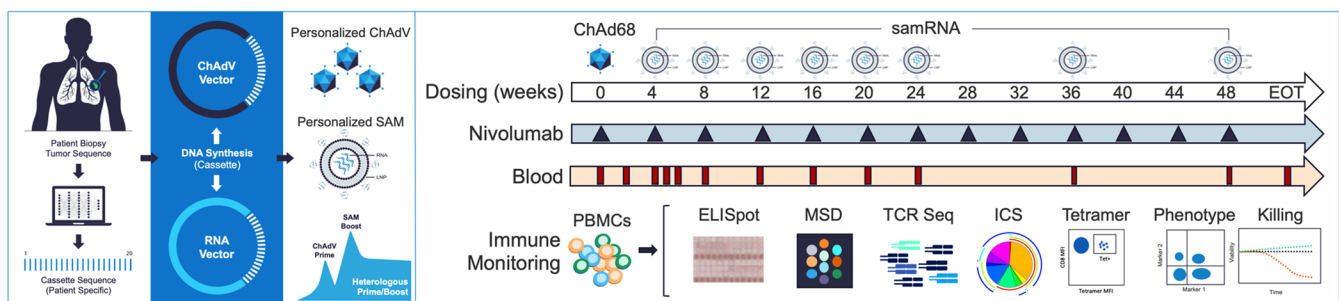 Patient Biopsy
Tumor Sequence
1 20
Cassette Sequence
(Patient Specific)
ChAdV
Vector
DNA Synthesis
(Cassette)
RNA
Vector
Personalized ChAdV
Personalized SAM
RNA
LNP
SAM
Boost
ChAdV
Prime
Heterologous
Prime/Boost
ChAd68 samRNA
Dosing (weeks) 0 4 8 12 16 20 24 28 32 36 40 44 48 EOT
Nivolumab
Blood
Immune
Monitoring
PBMCs
ELISpot
MSD
TCR Seq
ICS
Tetramer
CD8 MFI
Tet+
Tetramer MFI
Phenotype
Marker 2
Marker 1
Killing
Viability
Time